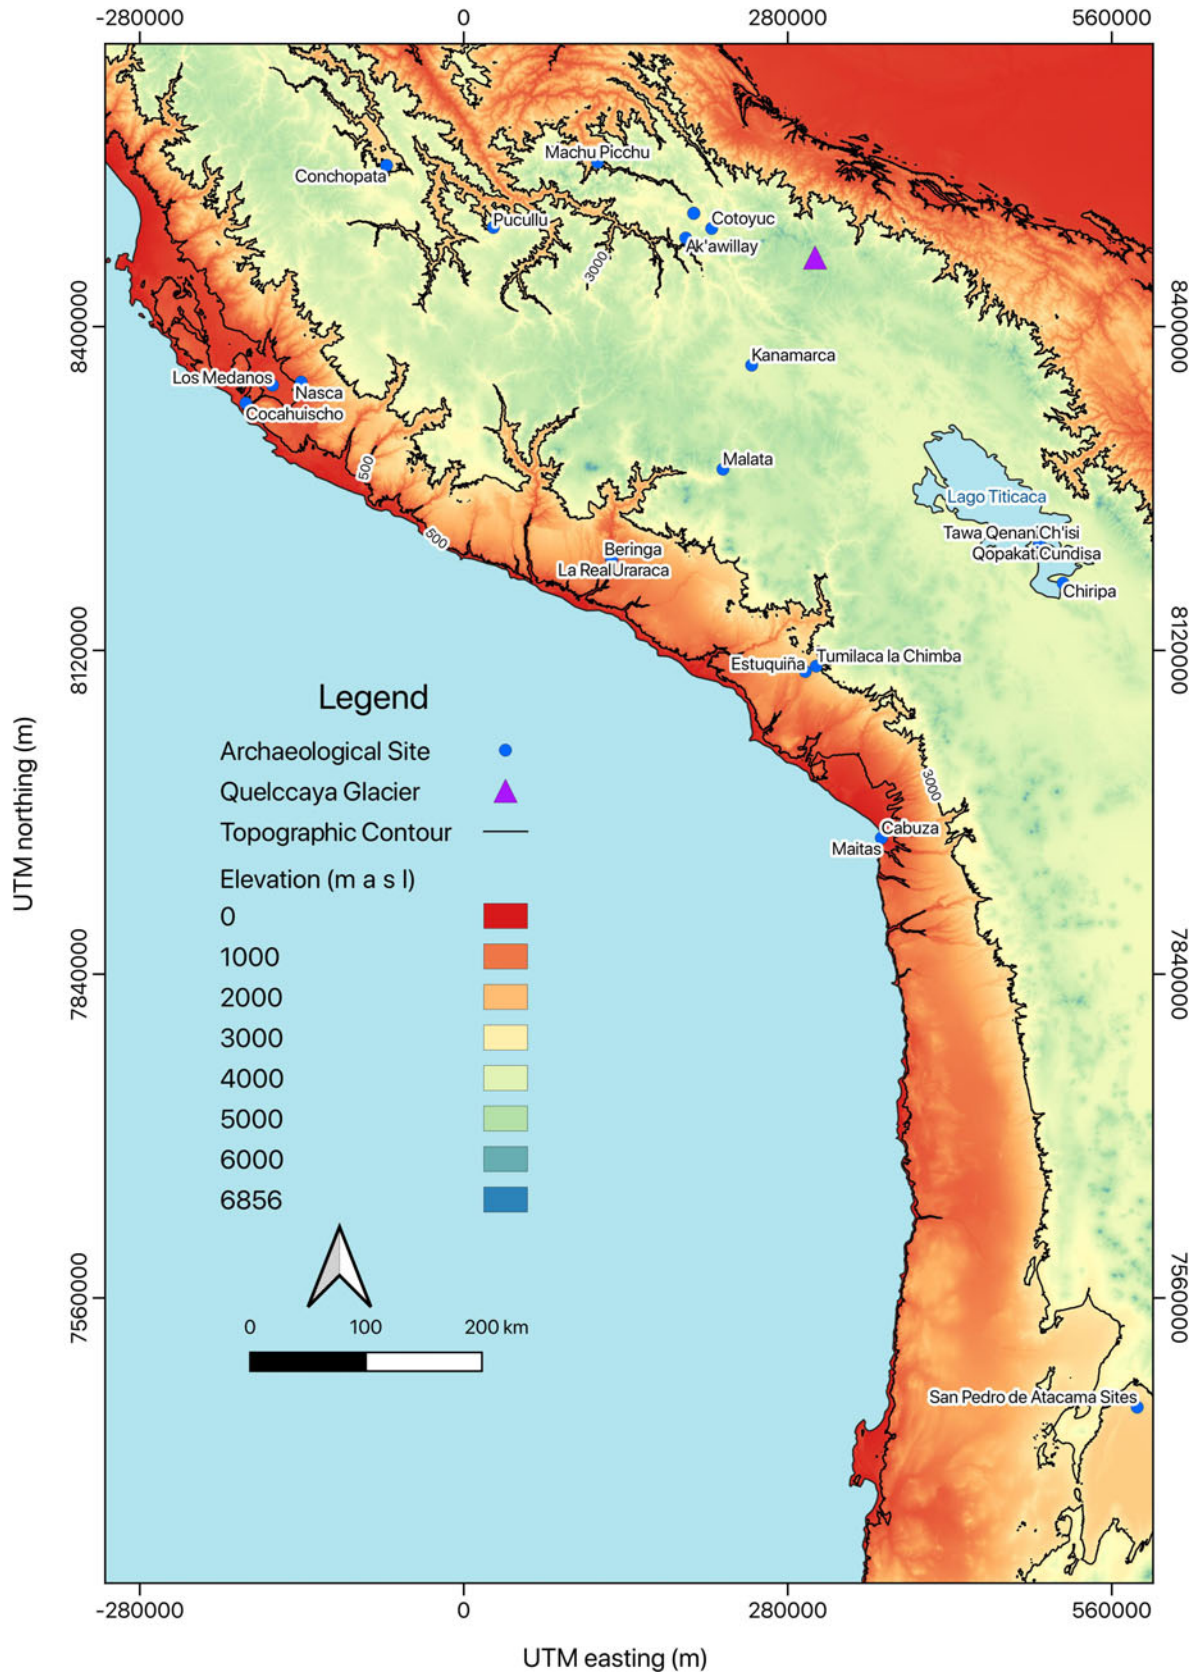 -280000
0
280000
560000
Machu Picchu
Conchopata
Pucullu
Cotoyuc
Ak'awillay
3000
8400000
8400000
Kanamarca
Los Medanos
Nasca
Cocahuischo
500
Malata
Lago Titicaca
500
Tawa Qenani
Ch'isi
Beringa
Qopakati
Cundisa
La Real
Uraraca
Chiripa
8120000
8120000
Tumilaca la Chimba
Estuquiña
3000
Cabuza
Maitas
UTM northing (m)
Legend
Archaeological Site
Quelccaya Glacier
Topographic Contour
Elevation (m a s l)
0
1000
2000
3000
4000
5000
6000
6856
7840000
7840000
7560000
7560000
0
100
200 km
San Pedro de Atacama Sites
-280000
0
280000
560000
UTM easting (m)